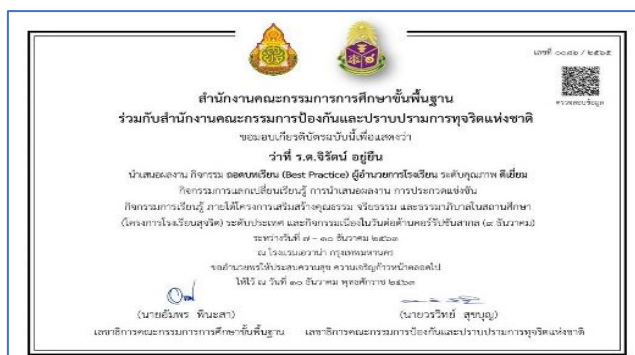 เลขที่
ตรวจสอบข้อมูล
สำนักงานคณะกรรมการการศึกษาขั้นพื้นฐาน
ร่วมกับสำนักงานคณะกรรมการป้องกันและปราบปรามการทุจริตแห่งชาติ
ขอมอบเกียรติบัตรฉบับนี้เพื่อแสดงว่า
ว่าที่ ร.ต.จิรัตน์ อยู่ยืน
นำเสนอผลงาน กิจกรรม ถอดบทเรียน (Best Practice) ผู้อำนวยการโรงเรียน ระดับคุณภาพ ดีเยี่ยม
กิจกรรมการแลกเปลี่ยนเรียนรู้ การนำเสนอผลงาน การประกวดแข่งขัน
กิจกรรมการเรียนรู้ ภายใต้โครงการเสริมสร้างคุณธรรม จริยธรรม และธรรมาภิบาลในสถานศึกษา
(โครงการโรงเรียนสุจริต) ระดับประเทศ และกิจกรรมเนื่องในวันต่อต้านคอร์รัปชันสากล (๙ ธันวาคม)
ระหว่างวันที่ ๗ - ๑๐ ธันวาคม ๒๕๖๓
ณ โรงแรมเอวาน่า กรุงเทพมหานคร
ขออำนวยพรให้ประสบความสุข ความเจริญก้าวหน้าตลอดไป
ให้ไว้ ณ วันที่ ๑๐ ธันวาคม พุทธศักราช ๒๕๖๓
(นายอัมพร พินะสา) (นายวรวิทย์ สุขบุญ)
เลขาธิการคณะกรรมการการศึกษาขั้นพื้นฐาน เลขาธิการคณะกรรมการป้องกันและปราบปรามการทุจริตแห่งชาติ